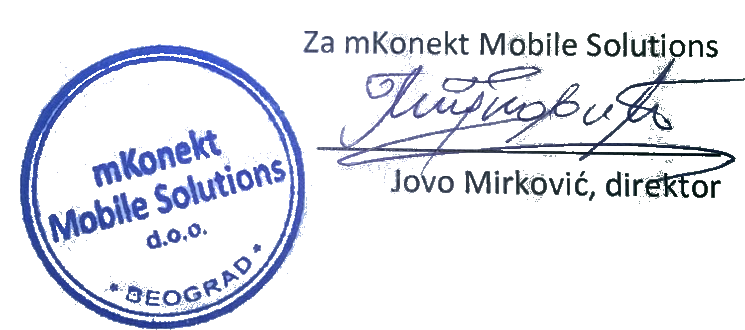 Za mKonekt Mobile Solutions
Jovo Mirković, direktor
mKonekt
Mobile Solutions
d.o.o.
* BEOGRAD *